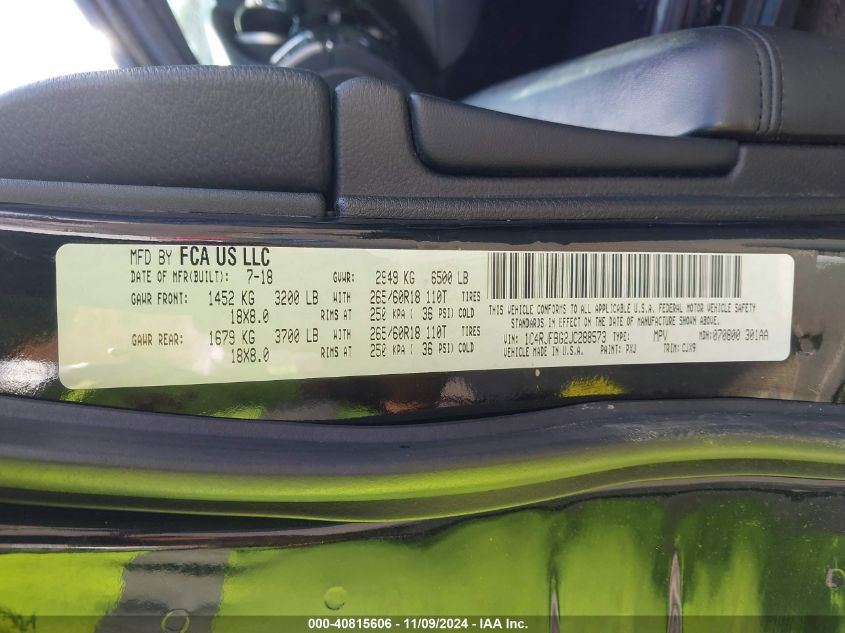 MFD BY FCA US LLC
DATE OF MFR(BUILT): 7-18 GVWR: 2949 KG 6500 LB
GAWR FRONT: 1452 KG 3200 LB WITH 265/60R18 110T TIRES
18X8.0 RIMS AT 250 KPA ( 36 PSI) COLD
GAWR REAR: 1679 KG 3700 LB WITH 265/60R18 110T TIRES
18X8.0 RIMS AT 250 KPA ( 36 PSI) COLD
THIS VEHICLE CONFORMS TO ALL APPLICABLE U.S.A. FEDERAL MOTOR VEHICLE SAFETY
STANDARDS IN EFFECT ON THE DATE OF MANUFACTURE SHOWN ABOVE.
VIN: 1C4RJFBG2JC288573 TYPE: MPV MDH:070800 301AA
MADE IN U.S.A. PAINT: PXJ TRIM: CJX9
000-40815606 - 11/09/2024 - IAA Inc.